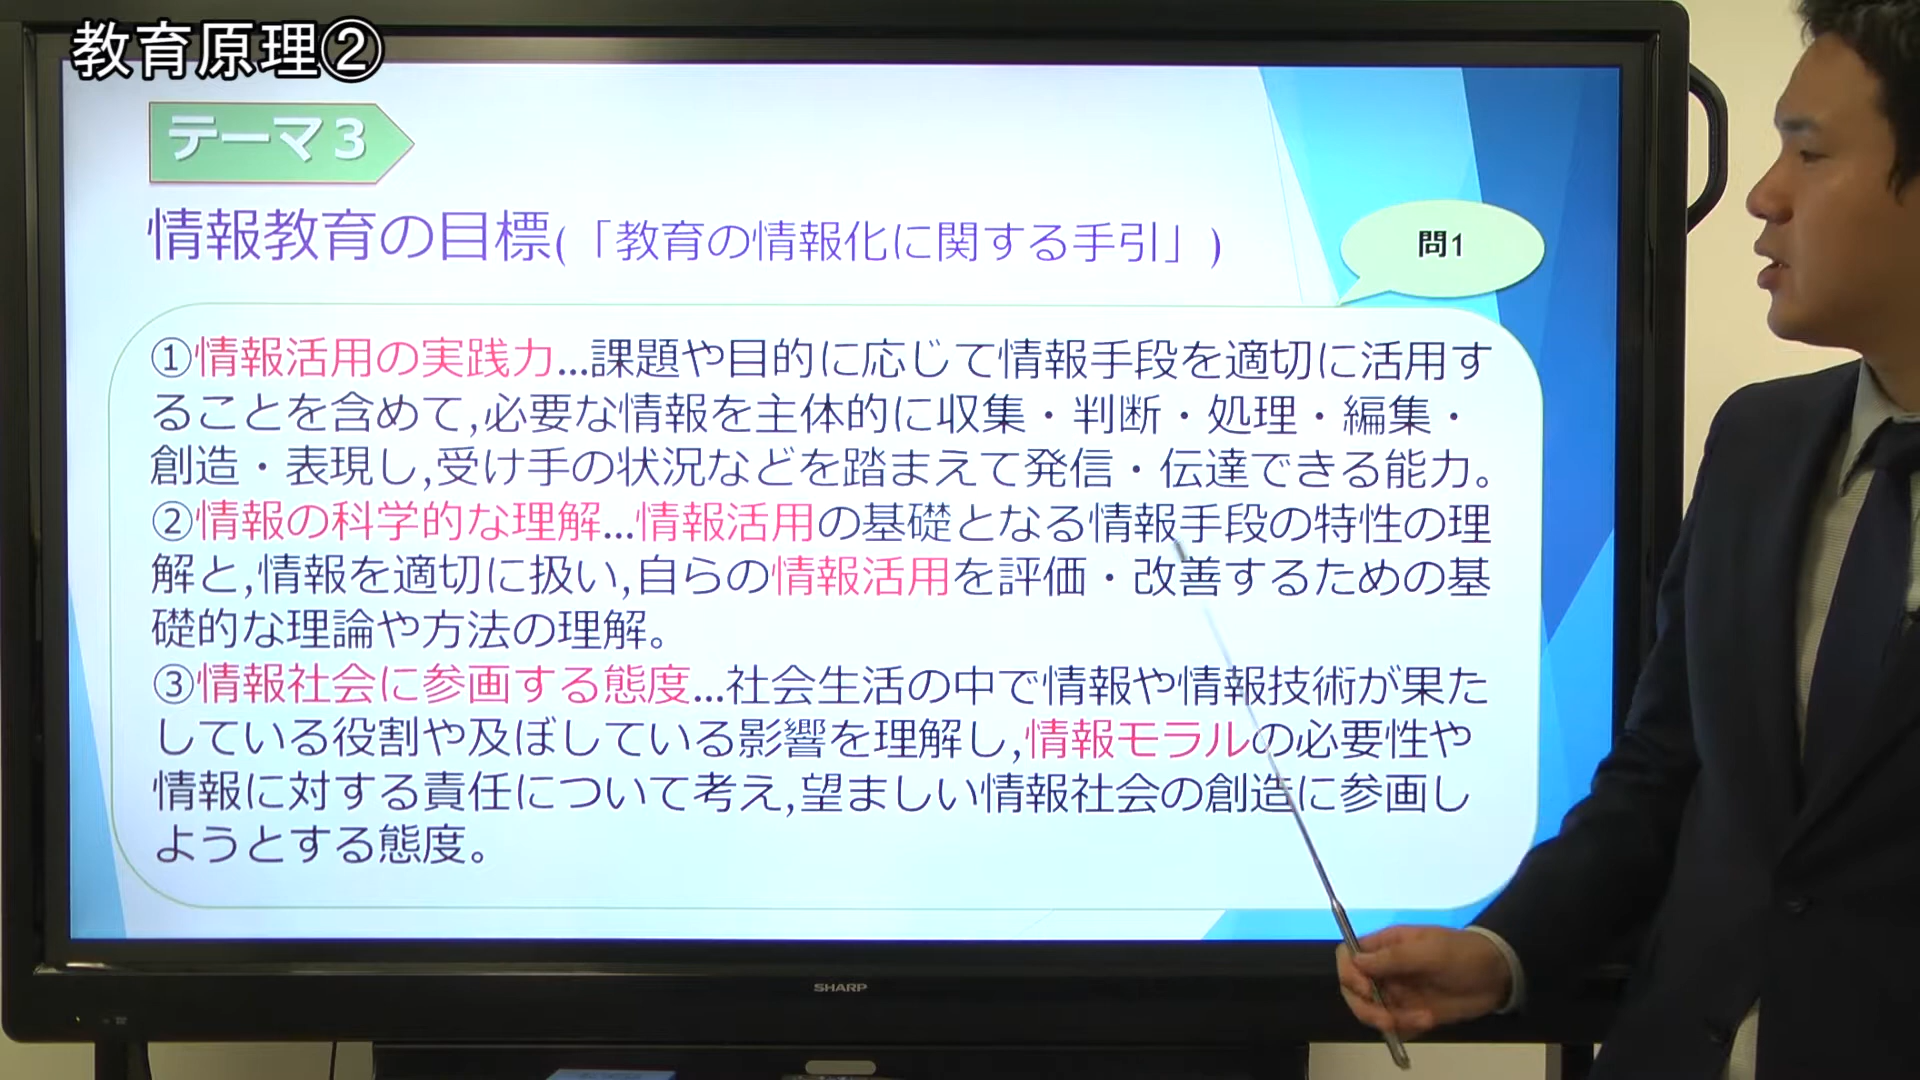 教育原理②
テーマ3
情報教育の目標(「教育の情報化に関する手引」)
問1
①情報活用の実践力…課題や目的に応じて情報手段を適切に活用す
ることを含めて,必要な情報を主体的に収集・判断・処理・編集・
創造・表現し,受け手の状況などを踏まえて発信・伝達できる能力。
②情報の科学的な理解…情報活用の基礎となる情報手段の特性の理
解と,情報を適切に扱い,自らの情報活用を評価・改善するための基
礎的な理論や方法の理解。
③情報社会に参画する態度…社会生活の中で情報や情報技術が果た
している役割や及ぼしている影響を理解し,情報モラルの必要性や
情報に対する責任について考え,望ましい情報社会の創造に参画し
ようとする態度。
SHARP